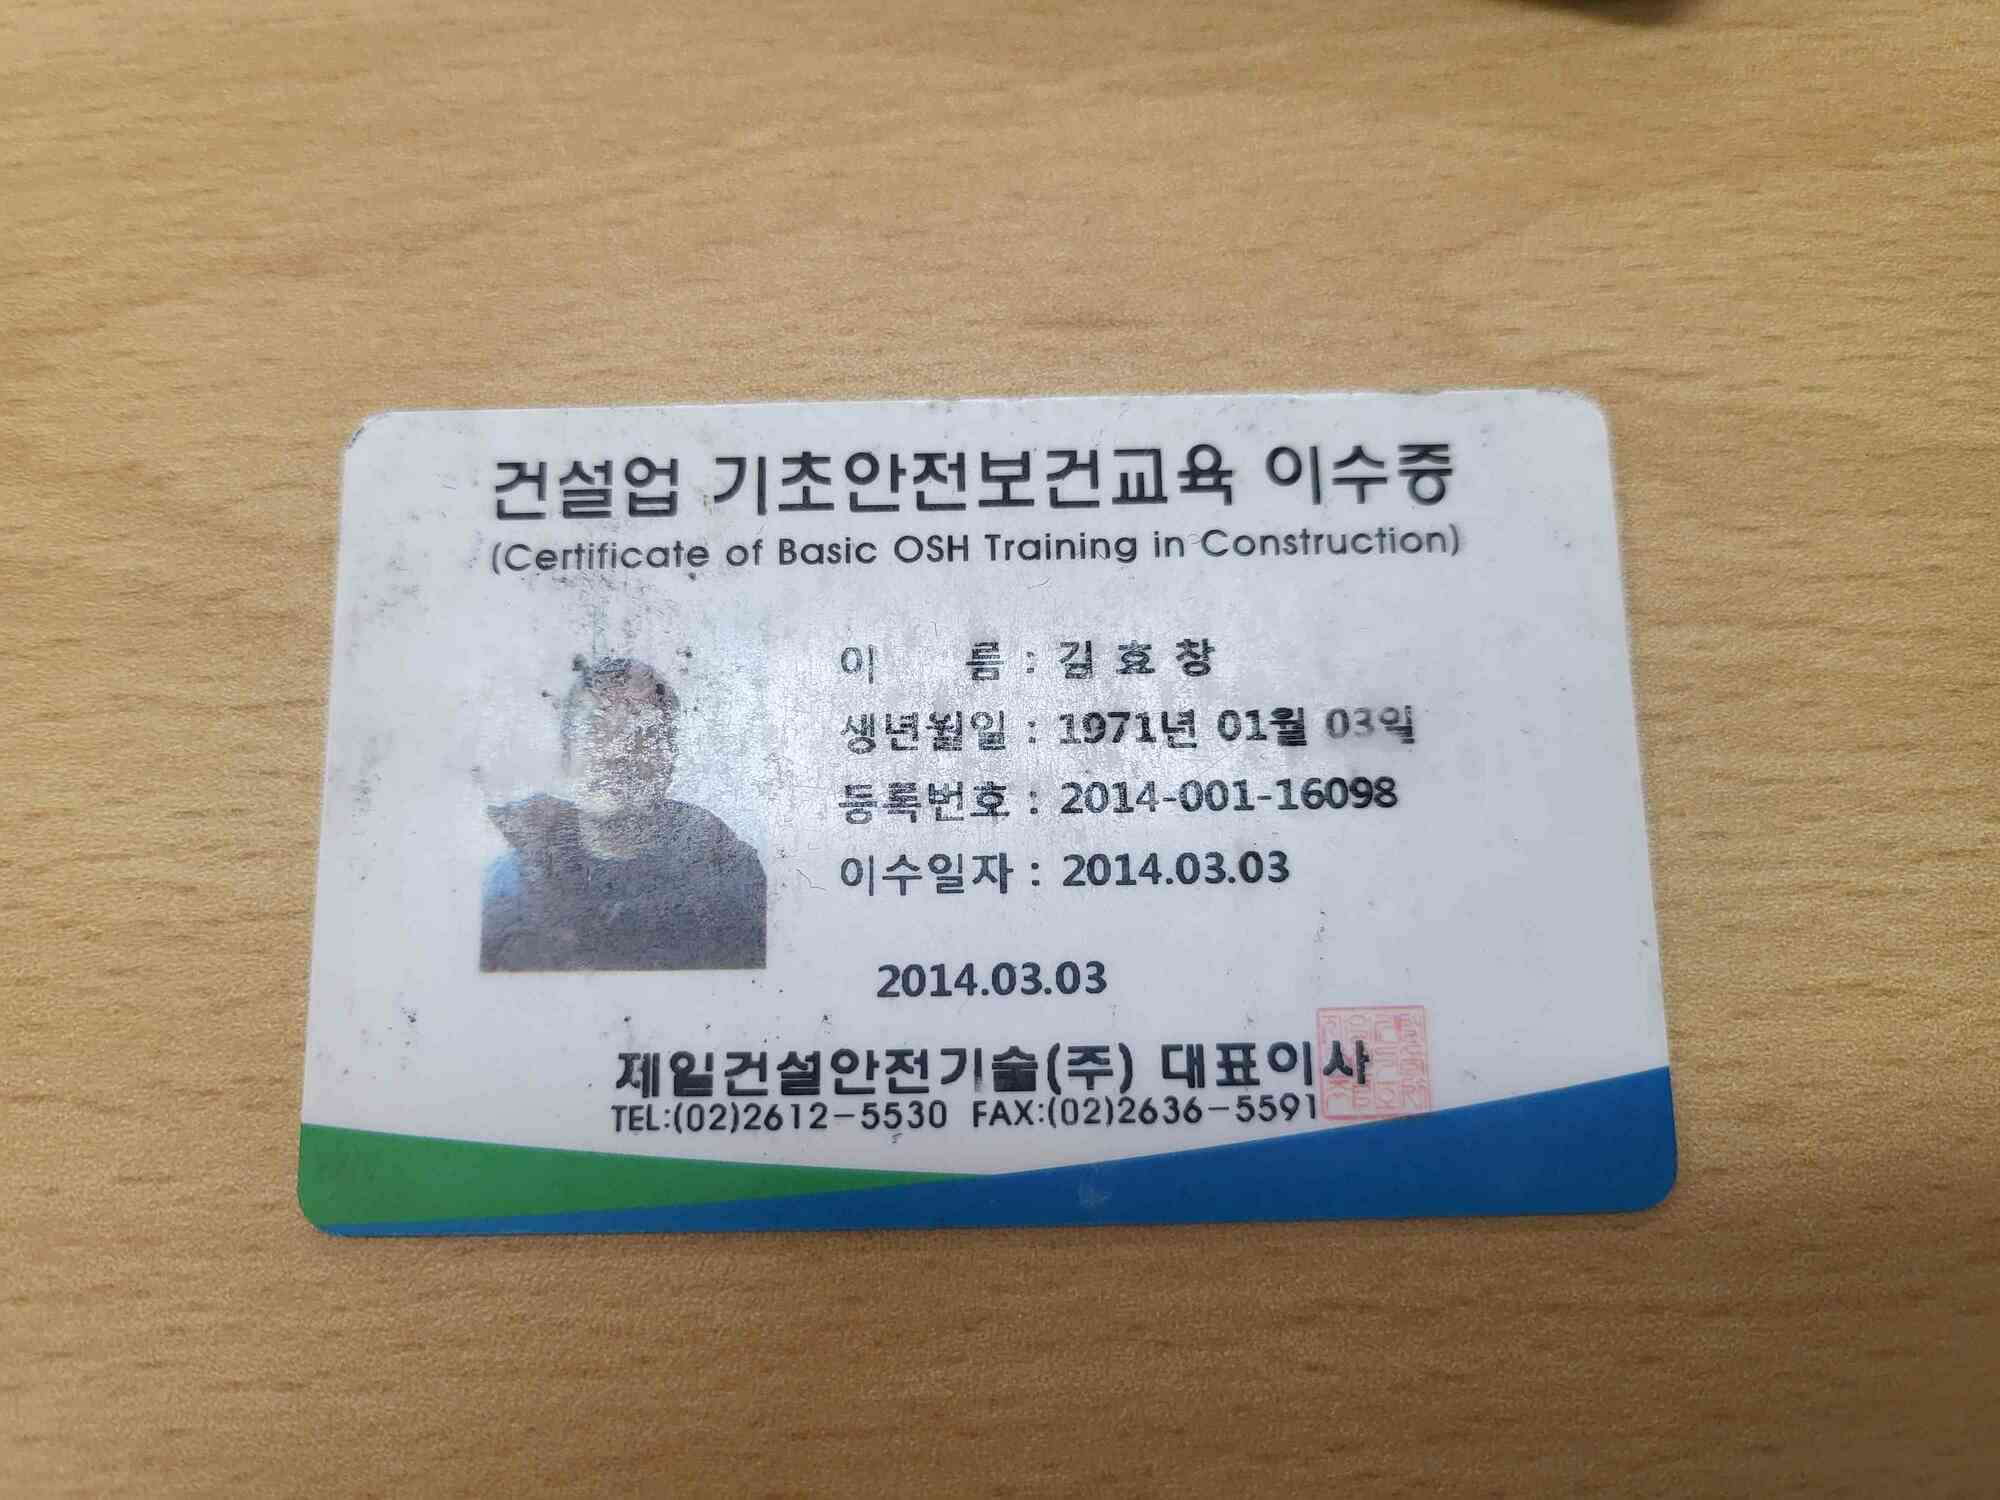 건설업 기초안전보건교육 이수증
(Certificate of Basic OSH Training in Construction)
이 름 : 길효창
생년월일 : 1971년 01월 03일
등록번호 : 2014-001-16098
이수일자 : 2014.03.03
2014.03.03
제일건설안전기술(주) 대표이사
TEL:(02)2612-5530 FAX:(02)2636-5591